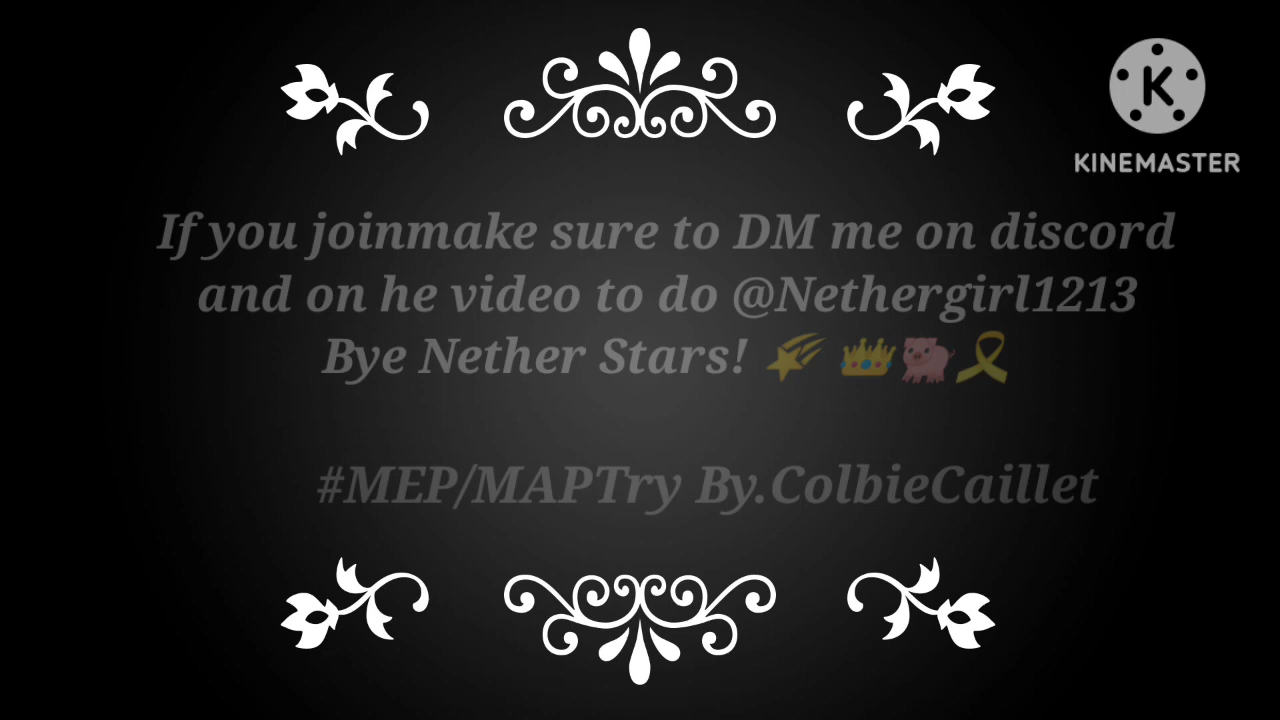 K
KINEMASTER
If you joinmake sure to DM me on discord
and on he video to do @Nethergirl1213
Bye Nether Stars! 🌠 👑🐖🎗
#MEP/MAPTry By.ColbieCaillet